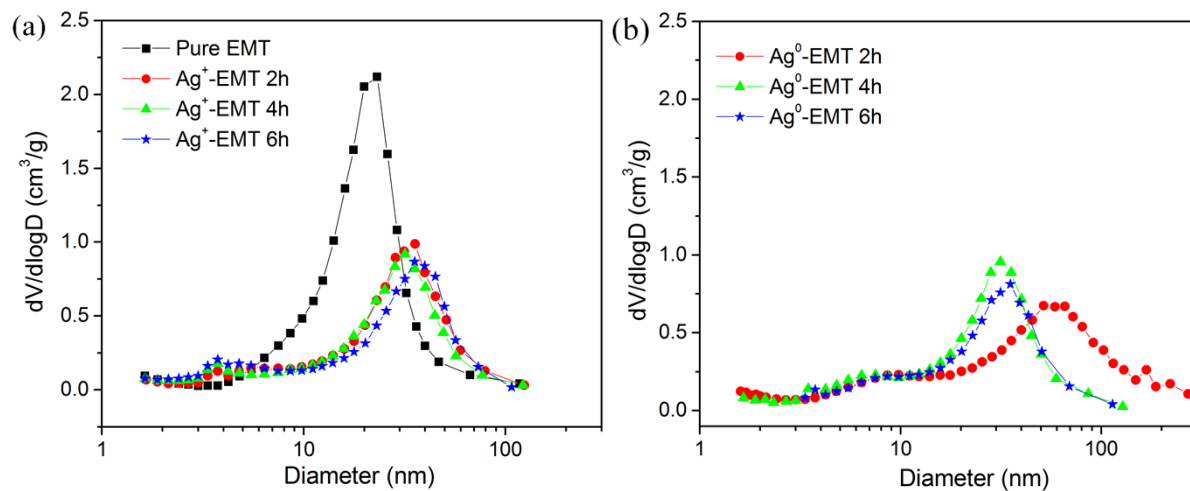 (a)
Pure EMT
Ag⁺-EMT 2h
Ag⁺-EMT 4h
Ag⁺-EMT 6h
2.5
2.0
1.5
1.0
0.5
0.0
dV/dlogD (cm³/g)
1
10
100
Diameter (nm)
(b)
Ag⁰-EMT 2h
Ag⁰-EMT 4h
Ag⁰-EMT 6h
2.5
2.0
1.5
1.0
0.5
0.0
dV/dlogD (cm³/g)
1
10
100
Diameter (nm)